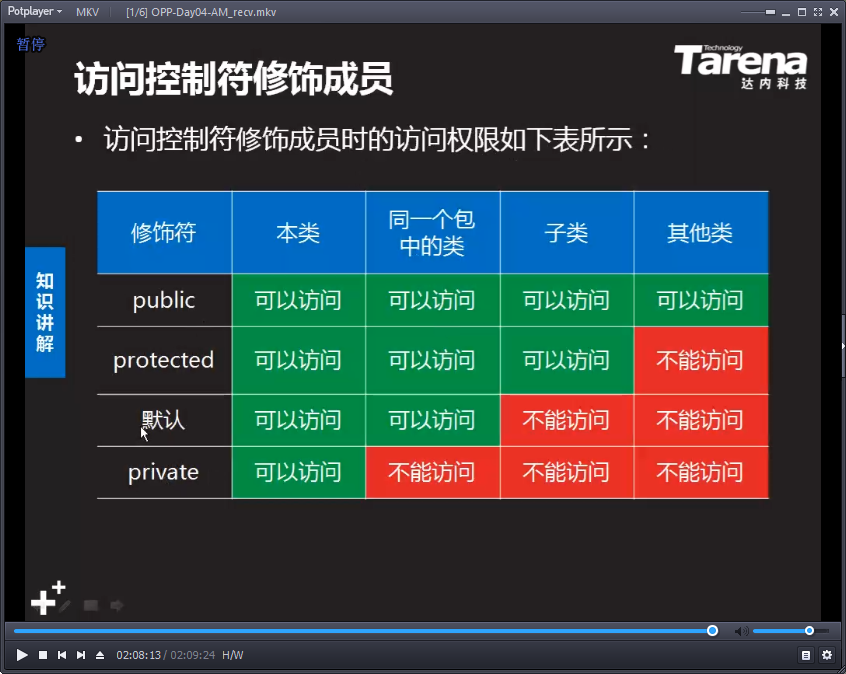 Potplayer MKV [1/6] OPP-Day04-AM_recv.mkv
暂停
Technology
Tarena
达内科技
访问控制符修饰成员
• 访问控制符修饰成员时的访问权限如下表所示：
知识讲解
修饰符 本类 同一个包中的类 子类 其他类
public 可以访问 可以访问 可以访问 可以访问
protected 可以访问 可以访问 可以访问 不能访问
默认 可以访问 可以访问 不能访问 不能访问
private 可以访问 不能访问 不能访问 不能访问
02:08:13 / 02:09:24 H/W